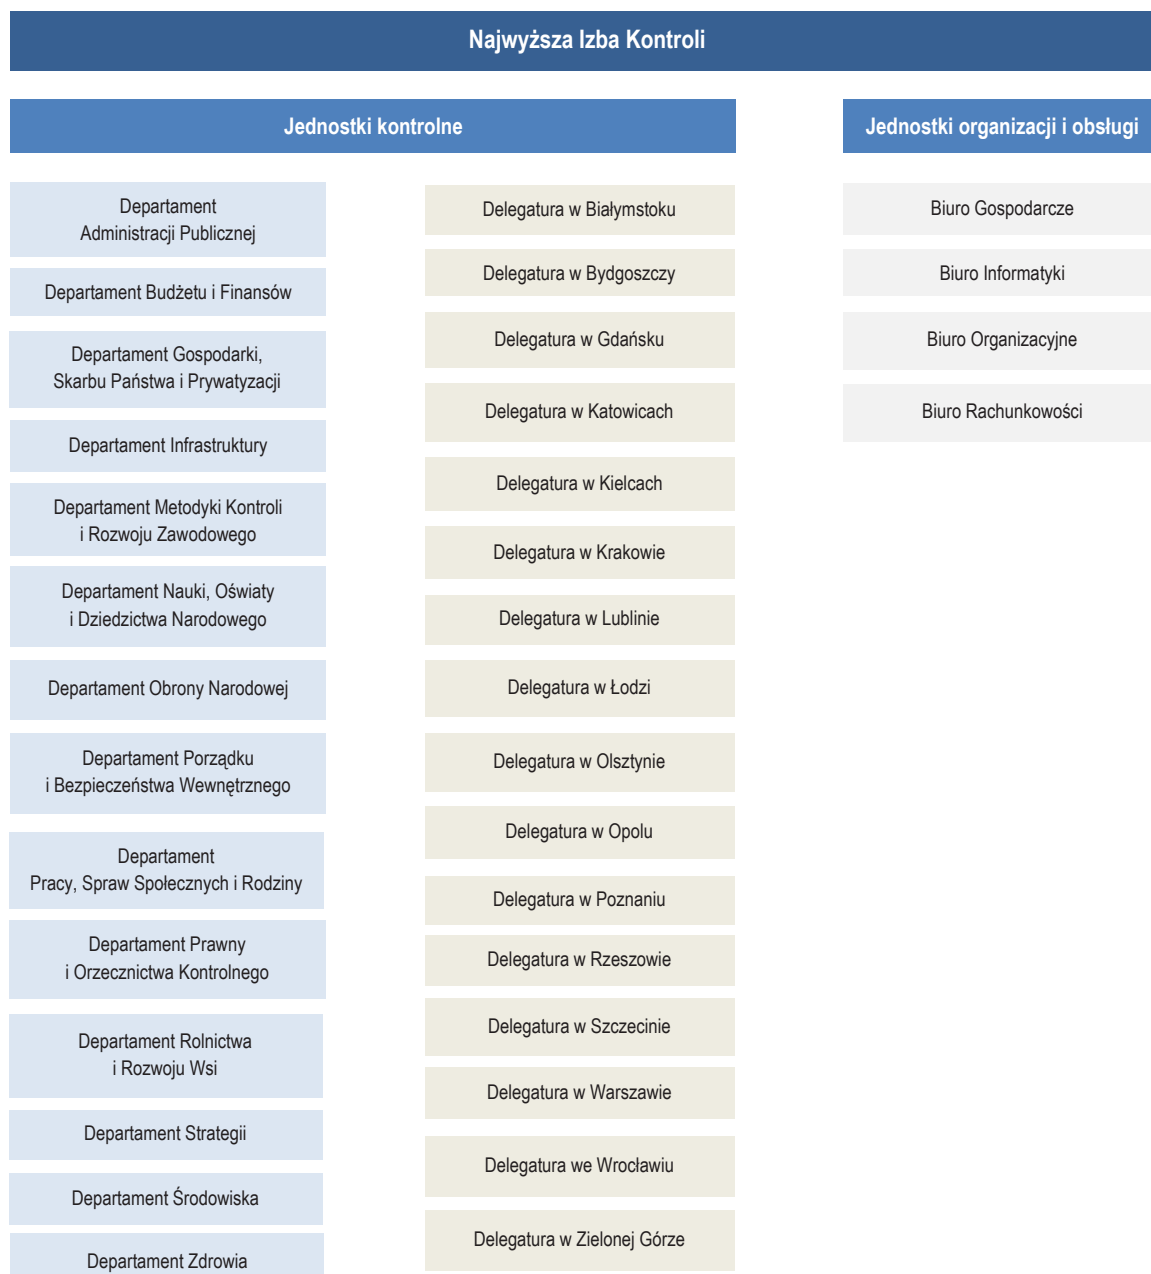 Najwyższa Izba Kontroli
Jednostki kontrolne
Departament
Administracji Publicznej
Departament Budżetu i Finansów
Departament Gospodarki,
Skarbu Państwa i Prywatyzacji
Departament Infrastruktury
Departament Metodyki Kontroli
i Rozwoju Zawodowego
Departament Nauki, Oświaty
i Dziedzictwa Narodowego
Departament Obrony Narodowej
Departament Porządku
i Bezpieczeństwa Wewnętrznego
Departament
Pracy, Spraw Społecznych i Rodziny
Departament Prawny
i Orzecznictwa Kontrolnego
Departament Rolnictwa
i Rozwoju Wsi
Departament Strategii
Departament Środowiska
Departament Zdrowia
Delegatura w Białymstoku
Delegatura w Bydgoszczy
Delegatura w Gdańsku
Delegatura w Katowicach
Delegatura w Kielcach
Delegatura w Krakowie
Delegatura w Lublinie
Delegatura w Łodzi
Delegatura w Olsztynie
Delegatura w Opolu
Delegatura w Poznaniu
Delegatura w Rzeszowie
Delegatura w Szczecinie
Delegatura w Warszawie
Delegatura we Wrocławiu
Delegatura w Zielonej Górze
Jednostki organizacji i obsługi
Biuro Gospodarcze
Biuro Informatyki
Biuro Organizacyjne
Biuro Rachunkowości